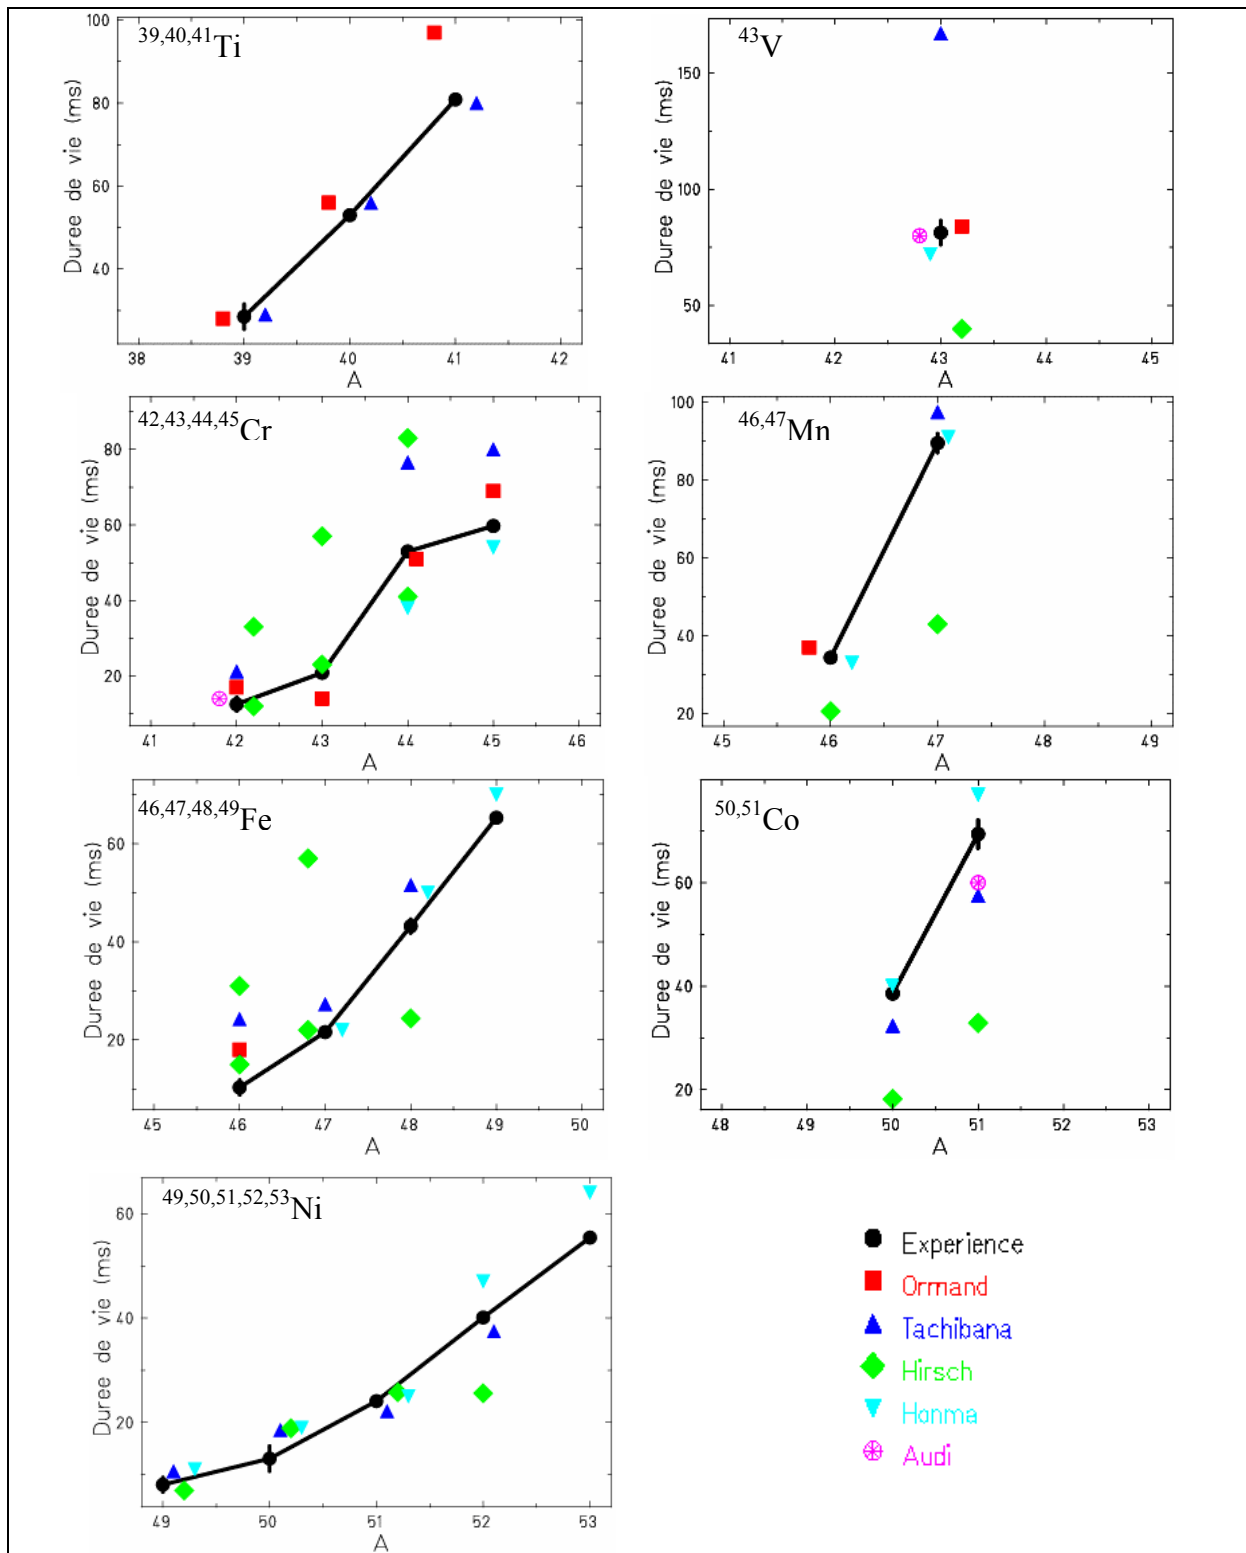 39,40,41Ti
Duree de vie (ms)
100
80
60
40
38 39 40 41 42
A
43V
Duree de vie (ms)
150
100
50
41 42 43 44 45
A
42,43,44,45Cr
Duree de vie (ms)
80
60
40
20
41 42 43 44 45 46
A
46,47Mn
Duree de vie (ms)
100
80
60
40
20
45 46 47 48 49
A
46,47,48,49Fe
Duree de vie (ms)
60
40
20
45 46 47 48 49 50
A
50,51Co
Duree de vie (ms)
60
40
20
48 49 50 51 52 53
A
49,50,51,52,53Ni
Duree de vie (ms)
60
40
20
49 50 51 52 53
A
Experience
Ormand
Tachibana
Hirsch
Honma
Audi